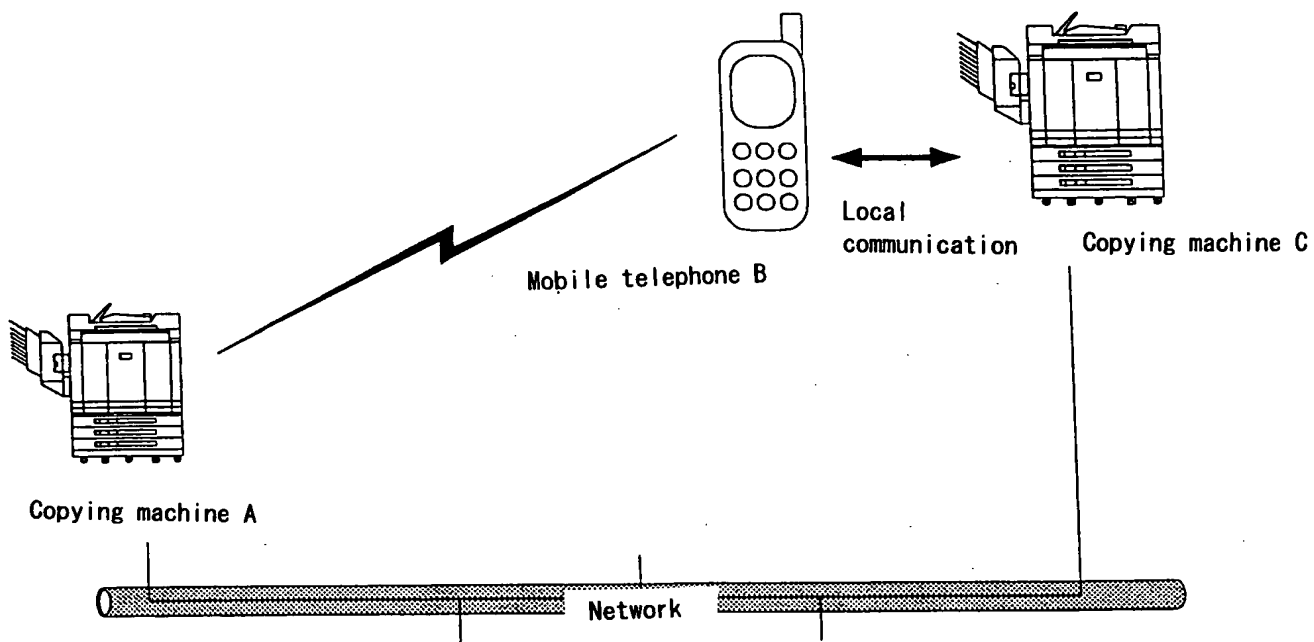 Local
communication
Copying machine C
Mobile telephone B
Copying machine A
Network